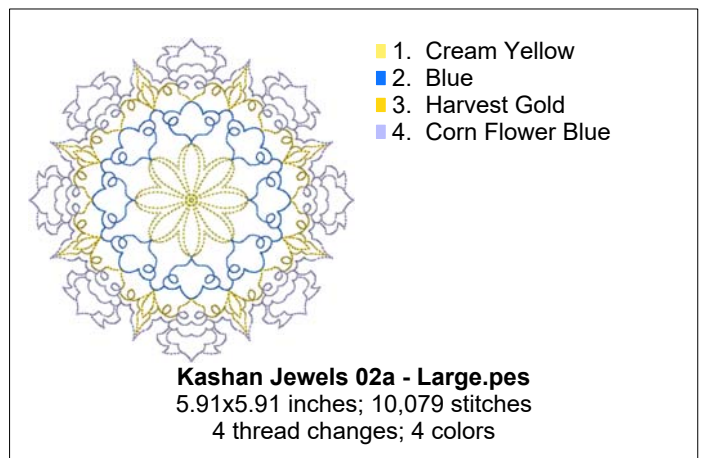 1. Cream Yellow
2. Blue
3. Harvest Gold
4. Corn Flower Blue
Kashan Jewels 02a - Large.pes
5.91x5.91 inches; 10,079 stitches
4 thread changes; 4 colors